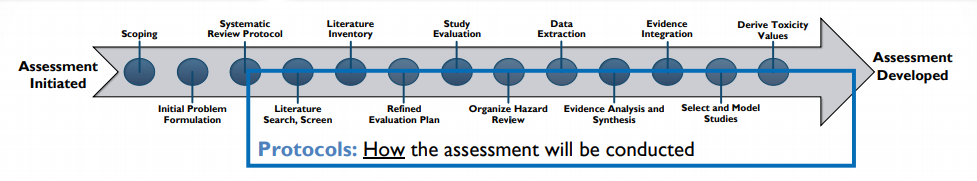 Assessment
Initiated
Scoping
Initial Problem
Formulation
Systematic
Review Protocol
Literature
Search, Screen
Literature
Inventory
Refined
Evaluation Plan
Study
Evaluation
Organize Hazard
Review
Data
Extraction
Evidence Analysis and
Synthesis
Evidence
Integration
Select and Model
Studies
Derive Toxicity
Values
Assessment
Developed
Protocols: How the assessment will be conducted